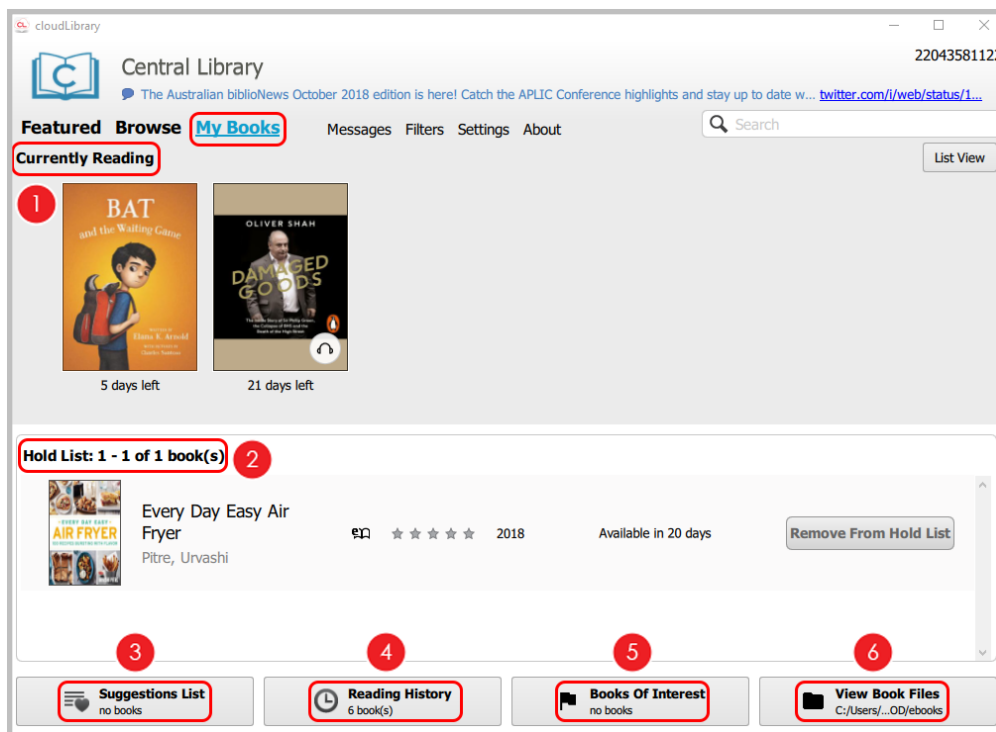 cloudLibrary
2204358112
Central Library
The Australian biblioNews October 2018 edition is here! Catch the APLIC Conference highlights and stay up to date w... twitter.com/i/web/status/1...
Featured Browse My Books Messages Filters Settings About Search
Currently Reading List View
1
BAT
and the Waiting Game
Elana K. Arnold
OLIVER SHAH
DAMAGED
GOODS
5 days left 21 days left
Hold List: 1 - 1 of 1 book(s) 2
EVERY DAY EASY
AIR FRYER
Every Day Easy Air
Fryer
Pitre, Urvashi
e 2018 Available in 20 days Remove From Hold List
3 4 5 6
Suggestions List
no books
Reading History
6 book(s)
Books Of Interest
no books
View Book Files
C:/Users/...OD/ebooks